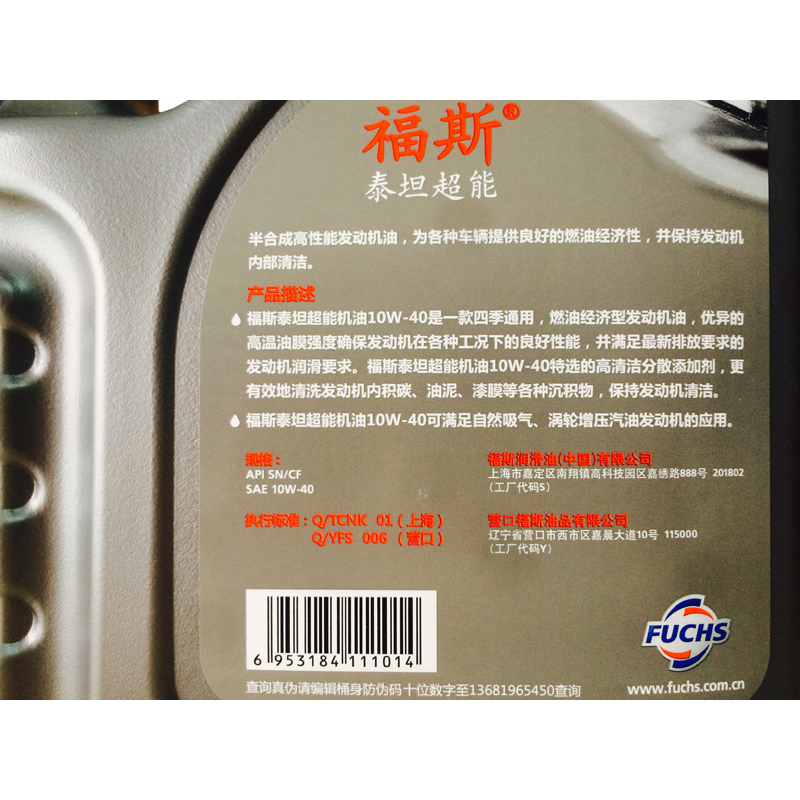 福斯®
泰坦超能
半合成高性能发动机油，为各种车辆提供良好的燃油经济性，并保持发动机
内部清洁。
产品描述
福斯泰坦超能机油10W-40是一款四季通用，燃油经济型发动机油，优异的
高温油膜强度确保发动机在各种工况下的良好性能，并满足最新排放要求的
发动机润滑要求。福斯泰坦超能机油10W-40特选的高清洁分散添加剂，更
有效地清洗发动机内积碳、油泥、漆膜等各种沉积物，保持发动机清洁。
福斯泰坦超能机油10W-40可满足自然吸气、涡轮增压汽油发动机的应用。
规格：
API SN/CF
SAE 10W-40
执行标准：Q/TCNK 01（上海）
Q/YFS 006 （营口）
福斯润滑油(中国)有限公司
上海市嘉定区南翔镇高科技园区嘉绣路888号 201802
（工厂代码S）
营口福斯油品有限公司
辽宁省营口市西市区嘉晨大道10号 115000
（工厂代码Y）
6 953184 111014
查询真伪请编辑桶身防伪码十位数字至13681965450查询
FUCHS
www.fuchs.com.cn